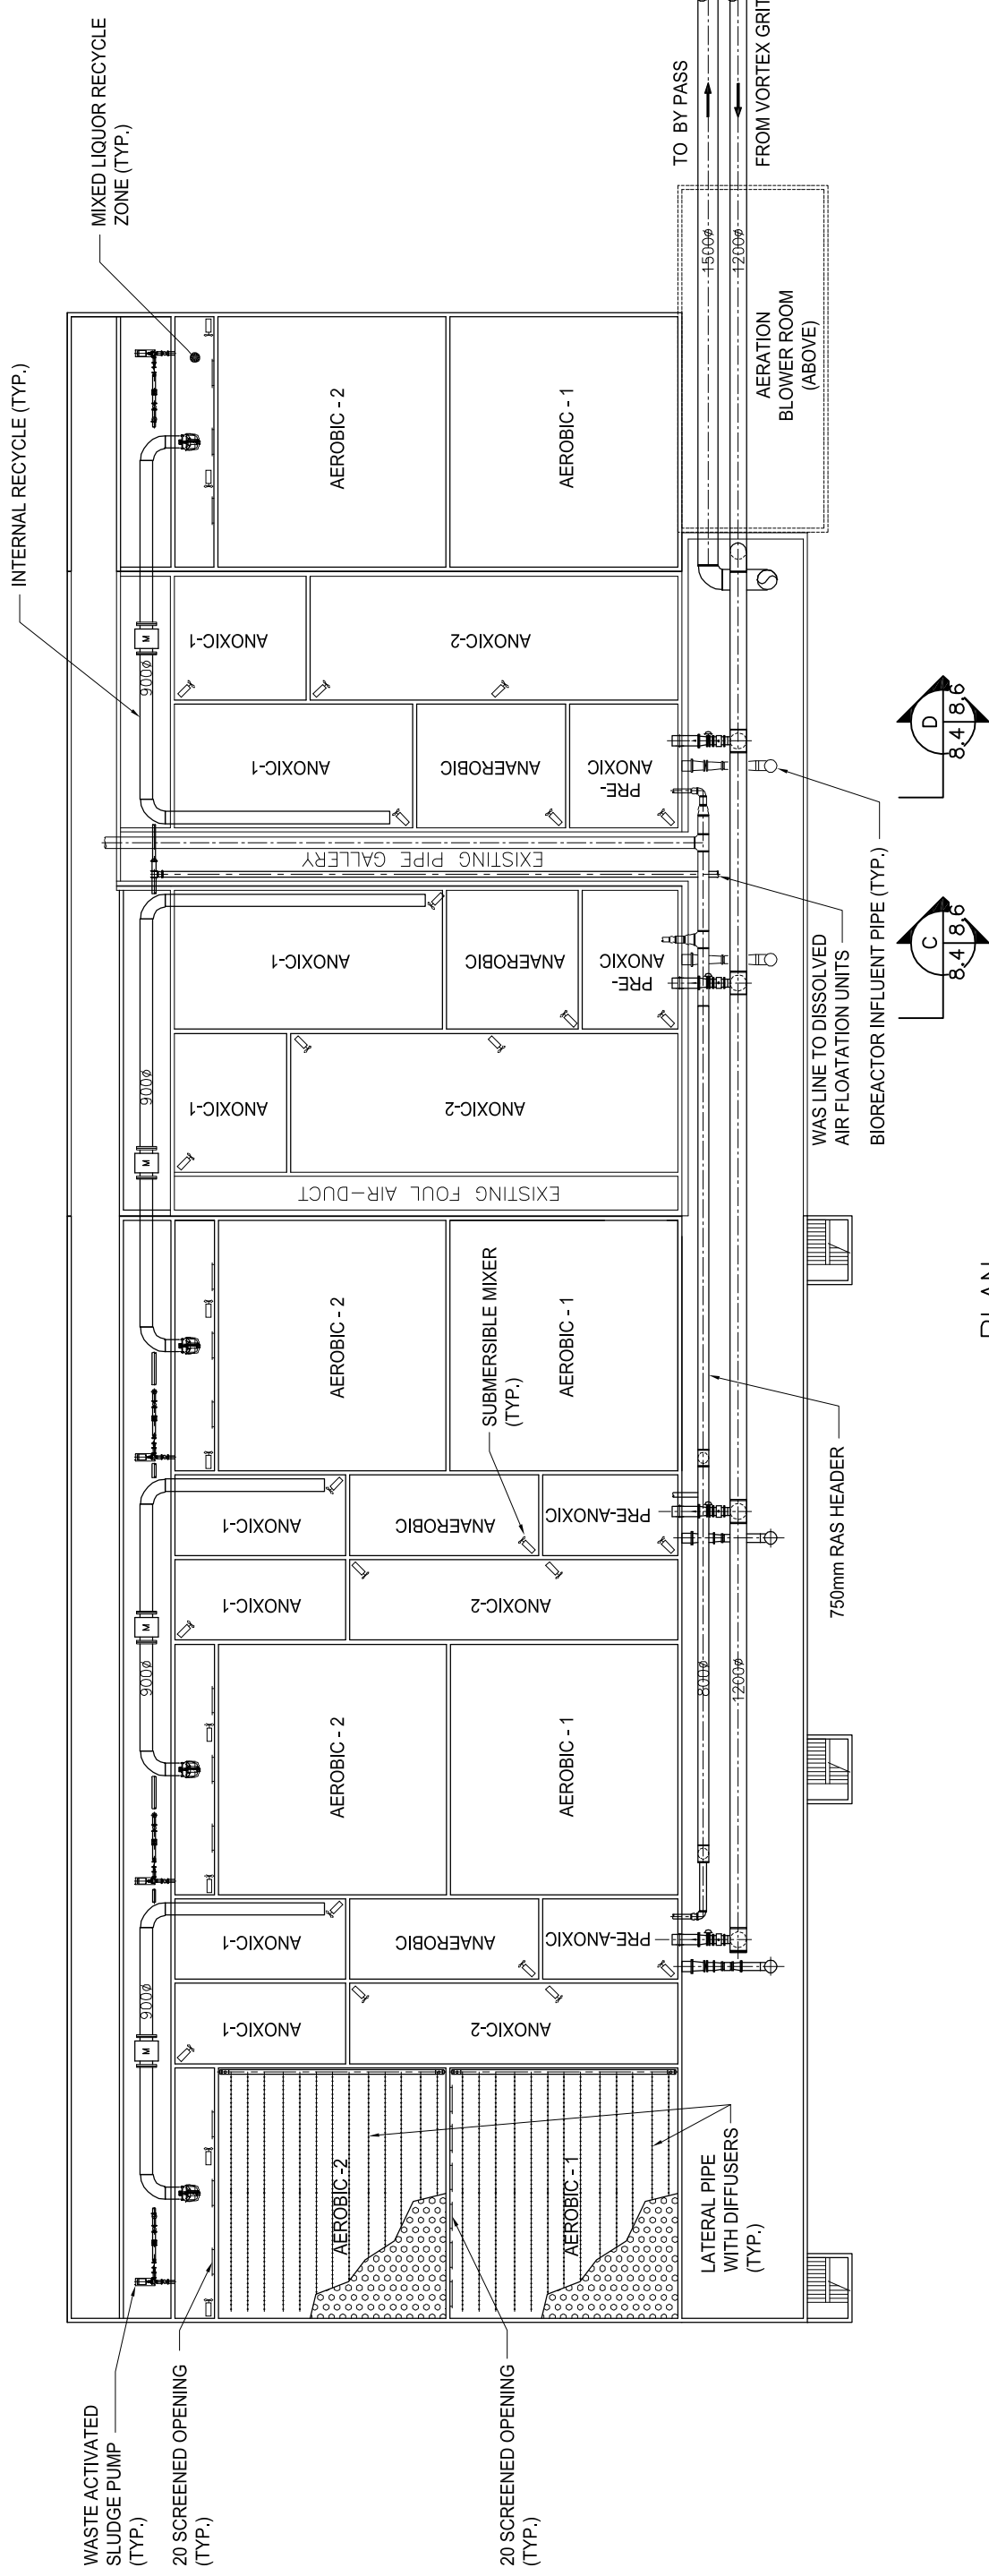 INTERNAL RECYCLE (TYP.)
MIXED LIQUOR RECYCLE
ZONE (TYP.)
WASTE ACTIVATED
SLUDGE PUMP
(TYP.)
20 SCREENED OPENING
(TYP.)
20 SCREENED OPENING
(TYP.)
M
900ø
M
900ø
M
900ø
M
900ø
AEROBIC -2
AEROBIC - 1
LATERAL PIPE
WITH DIFFUSERS
(TYP.)
ANOXIC-1
ANOXIC-2
ANOXIC-1
ANAEROBIC
PRE-ANOXIC
AEROBIC - 2
AEROBIC - 1
ANOXIC-1
ANOXIC-2
ANOXIC-1
ANAEROBIC
PRE-ANOXIC
SUBMERSIBLE MIXER
(TYP.)
AEROBIC - 2
AEROBIC - 1
EXISTING FOUL AIR-DUCT
ANOXIC-1
ANOXIC-2
ANOXIC-1
ANAEROBIC
PRE-
ANOXIC
EXISTING PIPE GALLERY
ANOXIC-1
ANAEROBIC
PRE-
ANOXIC
ANOXIC-1
ANOXIC-2
AEROBIC - 2
AEROBIC - 1
800ø
1200ø
1500ø
1200ø
TO BY PASS
FROM VORTEX GRIT
AERATION
BLOWER ROOM
(ABOVE)
750mm RAS HEADER
WAS LINE TO DISSOLVED
AIR FLOATATION UNITS
BIOREACTOR INFLUENT PIPE (TYP.)
C
8.4 8.6
D
8.4 8.6
PLAN